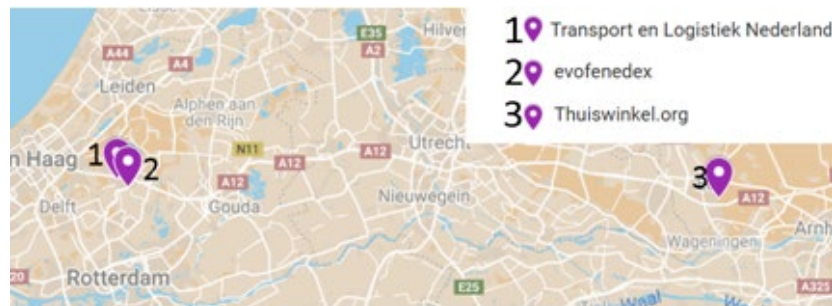 1 Transport en Logistiek Nederland
2 evofenedex
3 Thuiswinkel.org
E35
A2
Hilver
A44
A4
Leiden
Alphen aan
den Rijn
n Haag
1
2
N11
A12
A12
Utrech
3
A12
A12
Delft
Gouda
Nieuwegein
Wageningen
Arnh
20
Rotterdam
E25
Waal
A325